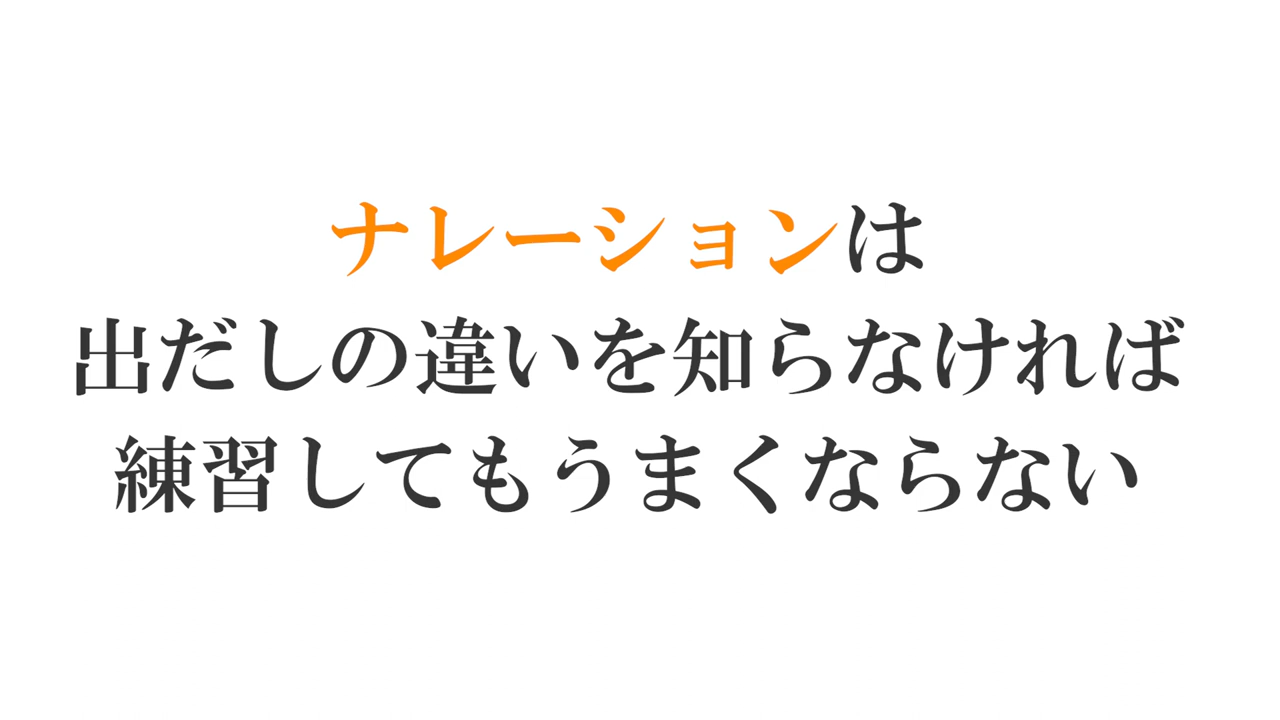 ナレーションは
出だしの違いを知らなければ
練習してもうまくならない